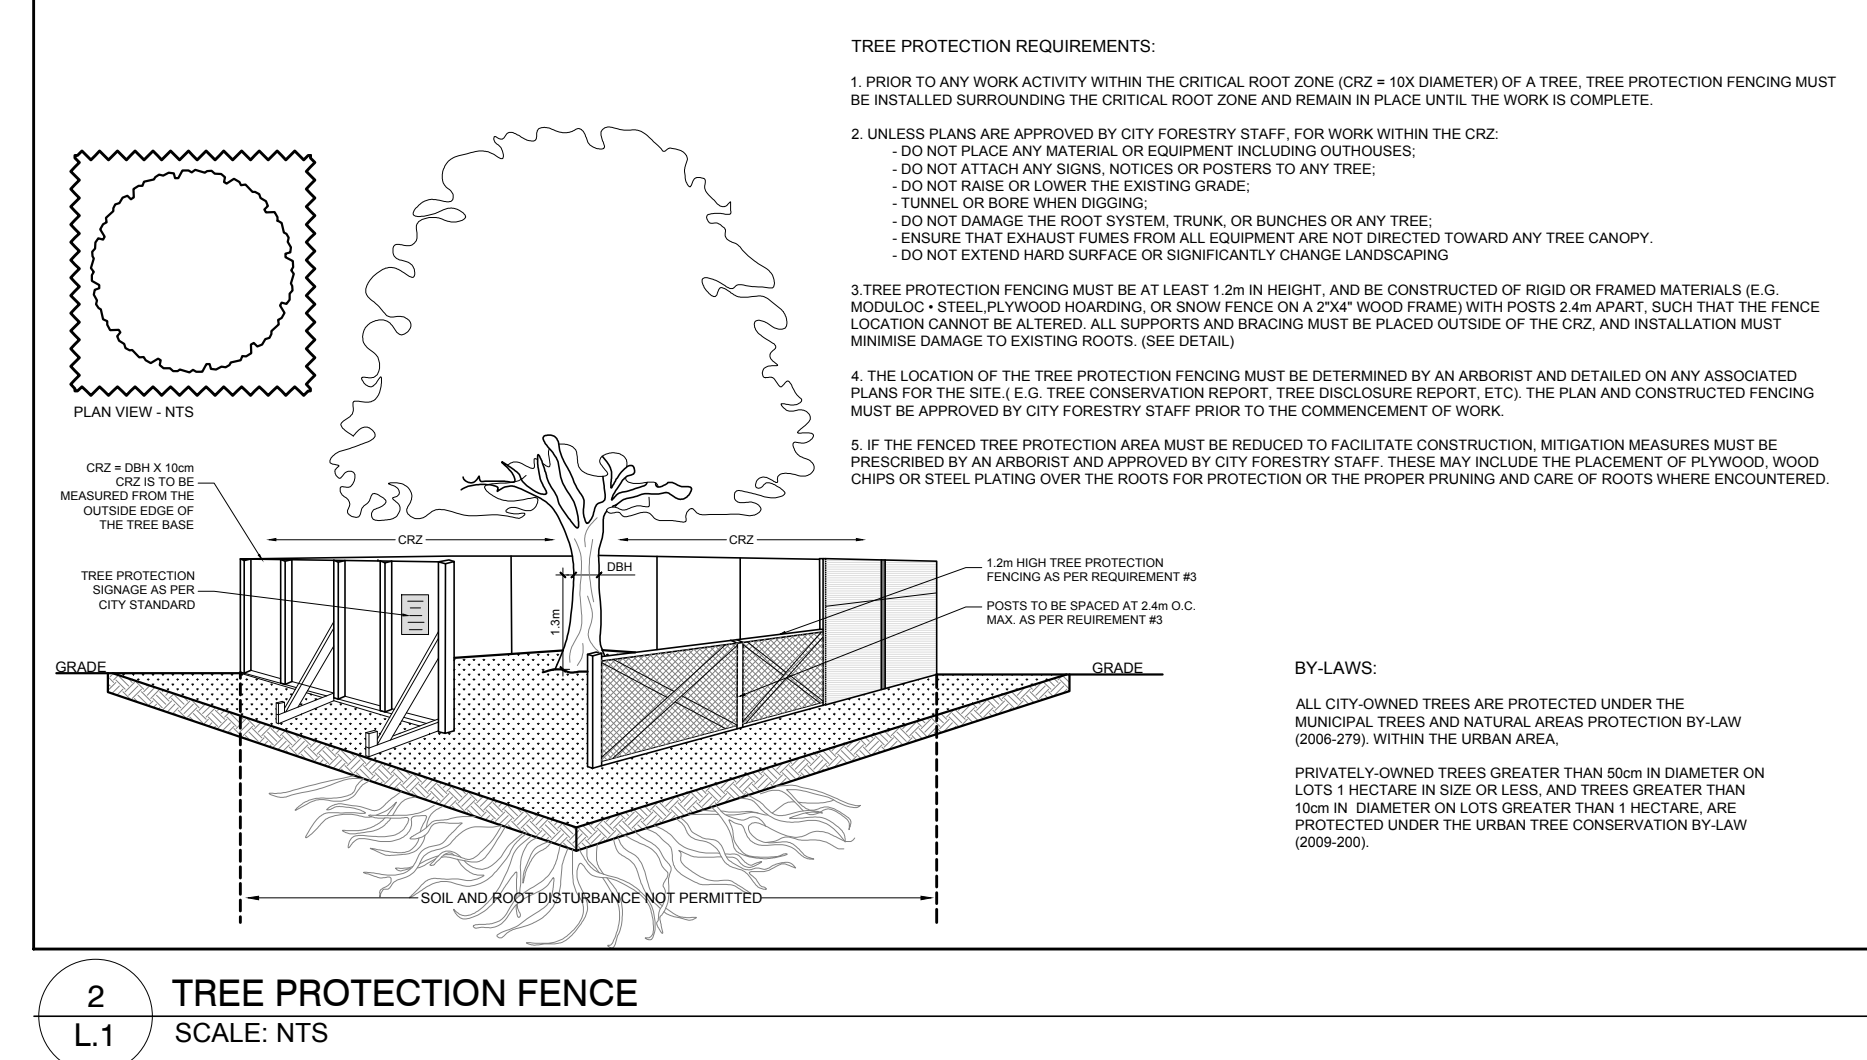 TREE PROTECTION REQUIREMENTS:
1. PRIOR TO ANY WORK ACTIVITY WITHIN THE CRITICAL ROOT ZONE (CRZ = 10X DIAMETER) OF A TREE, TREE PROTECTION FENCING MUST
BE INSTALLED SURROUNDING THE CRITICAL ROOT ZONE AND REMAIN IN PLACE UNTIL THE WORK IS COMPLETE.
2. UNLESS PLANS ARE APPROVED BY CITY FORESTRY STAFF, FOR WORK WITHIN THE CRZ:
- DO NOT PLACE ANY MATERIAL OR EQUIPMENT INCLUDING OUTHOUSES;
- DO NOT ATTACH ANY SIGNS, NOTICES OR POSTERS TO ANY TREE;
- DO NOT RAISE OR LOWER THE EXISTING GRADE;
- TUNNEL OR BORE WHEN DIGGING;
- DO NOT DAMAGE THE ROOT SYSTEM, TRUNK, OR BUNCHES OR ANY TREE;
- ENSURE THAT EXHAUST FUMES FROM ALL EQUIPMENT ARE NOT DIRECTED TOWARD ANY TREE CANOPY.
- DO NOT EXTEND HARD SURFACE OR SIGNIFICANTLY CHANGE LANDSCAPING
3.TREE PROTECTION FENCING MUST BE AT LEAST 1.2m IN HEIGHT, AND BE CONSTRUCTED OF RIGID OR FRAMED MATERIALS (E.G.
MODULOC • STEEL,PLYWOOD HOARDING, OR SNOW FENCE ON A 2"X4" WOOD FRAME) WITH POSTS 2.4m APART, SUCH THAT THE FENCE
LOCATION CANNOT BE ALTERED. ALL SUPPORTS AND BRACING MUST BE PLACED OUTSIDE OF THE CRZ, AND INSTALLATION MUST
MINIMISE DAMAGE TO EXISTING ROOTS. (SEE DETAIL)
4. THE LOCATION OF THE TREE PROTECTION FENCING MUST BE DETERMINED BY AN ARBORIST AND DETAILED ON ANY ASSOCIATED
PLANS FOR THE SITE.( E.G. TREE CONSERVATION REPORT, TREE DISCLOSURE REPORT, ETC). THE PLAN AND CONSTRUCTED FENCING
MUST BE APPROVED BY CITY FORESTRY STAFF PRIOR TO THE COMMENCEMENT OF WORK.
5. IF THE FENCED TREE PROTECTION AREA MUST BE REDUCED TO FACILITATE CONSTRUCTION, MITIGATION MEASURES MUST BE
PRESCRIBED BY AN ARBORIST AND APPROVED BY CITY FORESTRY STAFF. THESE MAY INCLUDE THE PLACEMENT OF PLYWOOD, WOOD
CHIPS OR STEEL PLATING OVER THE ROOTS FOR PROTECTION OR THE PROPER PRUNING AND CARE OF ROOTS WHERE ENCOUNTERED.
PLAN VIEW - NTS
CRZ = DBH X 10cm
CRZ IS TO BE
MEASURED FROM THE
OUTSIDE EDGE OF
THE TREE BASE
TREE PROTECTION
SIGNAGE AS PER
CITY STANDARD
GRADE
CRZ
CRZ
DBH
1.3m
1.2m HIGH TREE PROTECTION
FENCING AS PER REQUIREMENT #3
POSTS TO BE SPACED AT 2.4m O.C.
MAX. AS PER REUIREMENT #3
GRADE
SOIL AND ROOT DISTURBANCE NOT PERMITTED
BY-LAWS:
ALL CITY-OWNED TREES ARE PROTECTED UNDER THE
MUNICIPAL TREES AND NATURAL AREAS PROTECTION BY-LAW
(2006-279). WITHIN THE URBAN AREA,
PRIVATELY-OWNED TREES GREATER THAN 50cm IN DIAMETER ON
LOTS 1 HECTARE IN SIZE OR LESS, AND TREES GREATER THAN
10cm IN DIAMETER ON LOTS GREATER THAN 1 HECTARE, ARE
PROTECTED UNDER THE URBAN TREE CONSERVATION BY-LAW
(2009-200).
2
L.1
TREE PROTECTION FENCE
SCALE: NTS